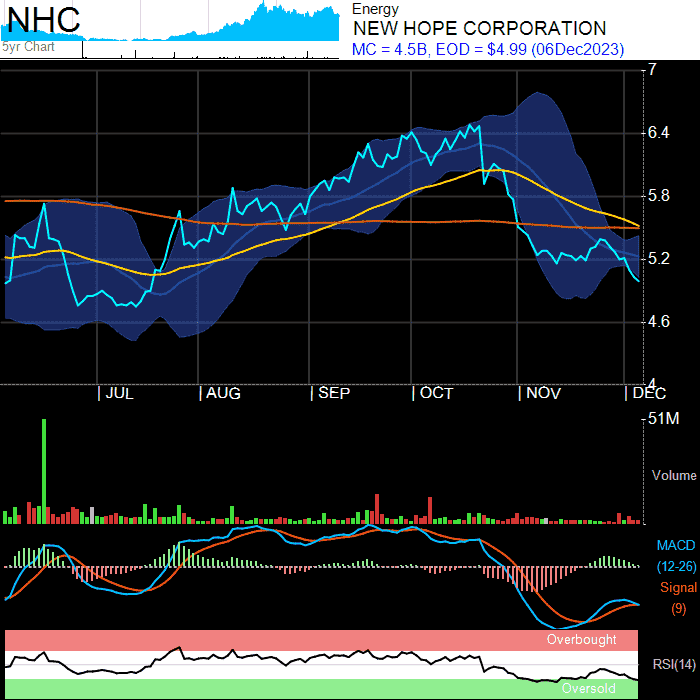 NHC
5yr Chart
Energy
NEW HOPE CORPORATION
MC = 4.5B, EOD = $4.99 (06Dec2023)
7
6.4
5.8
5.2
4.6
4
| JUL | AUG | SEP | OCT | NOV | DEC
51M
Volume
MACD
(12-26)
Signal
(9)
Overbought
RSI(14)
Oversold